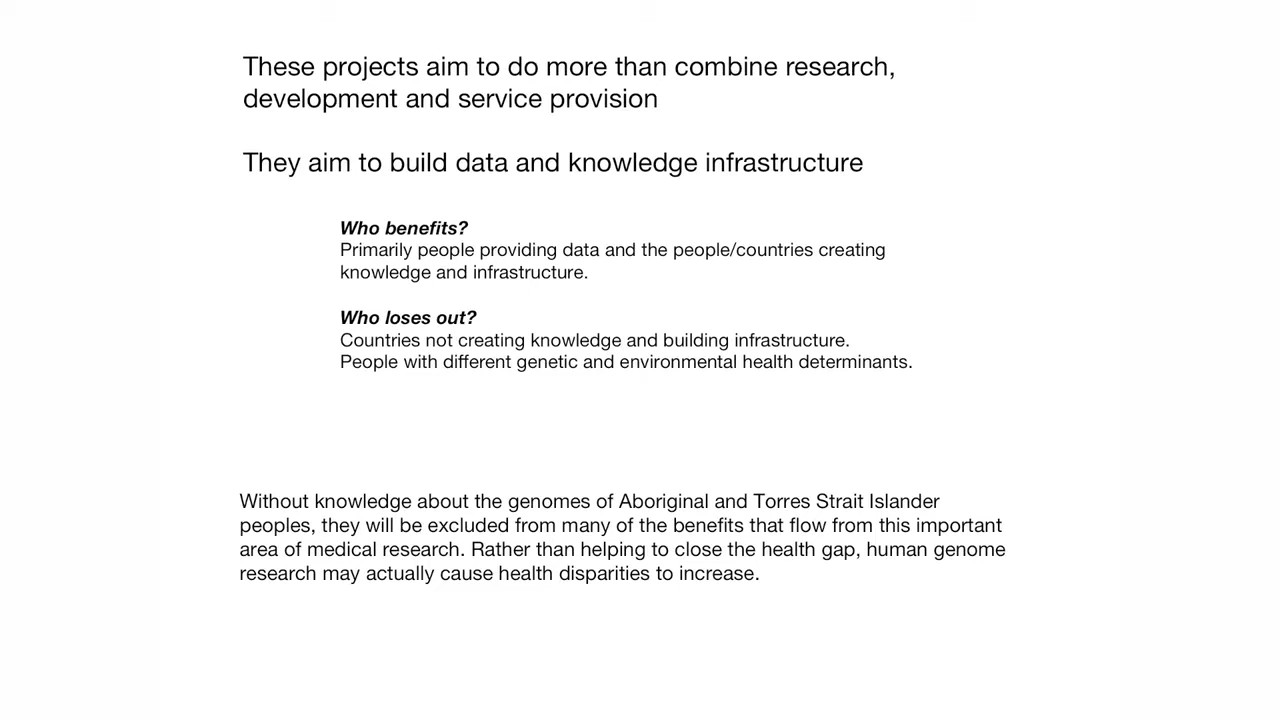 These projects aim to do more than combine research,
development and service provision
They aim to build data and knowledge infrastructure
Who benefits?
Primarily people providing data and the people/countries creating
knowledge and infrastructure.
Who loses out?
Countries not creating knowledge and building infrastructure.
People with different genetic and environmental health determinants.
Without knowledge about the genomes of Aboriginal and Torres Strait Islander
peoples, they will be excluded from many of the benefits that flow from this important
area of medical research. Rather than helping to close the health gap, human genome
research may actually cause health disparities to increase.